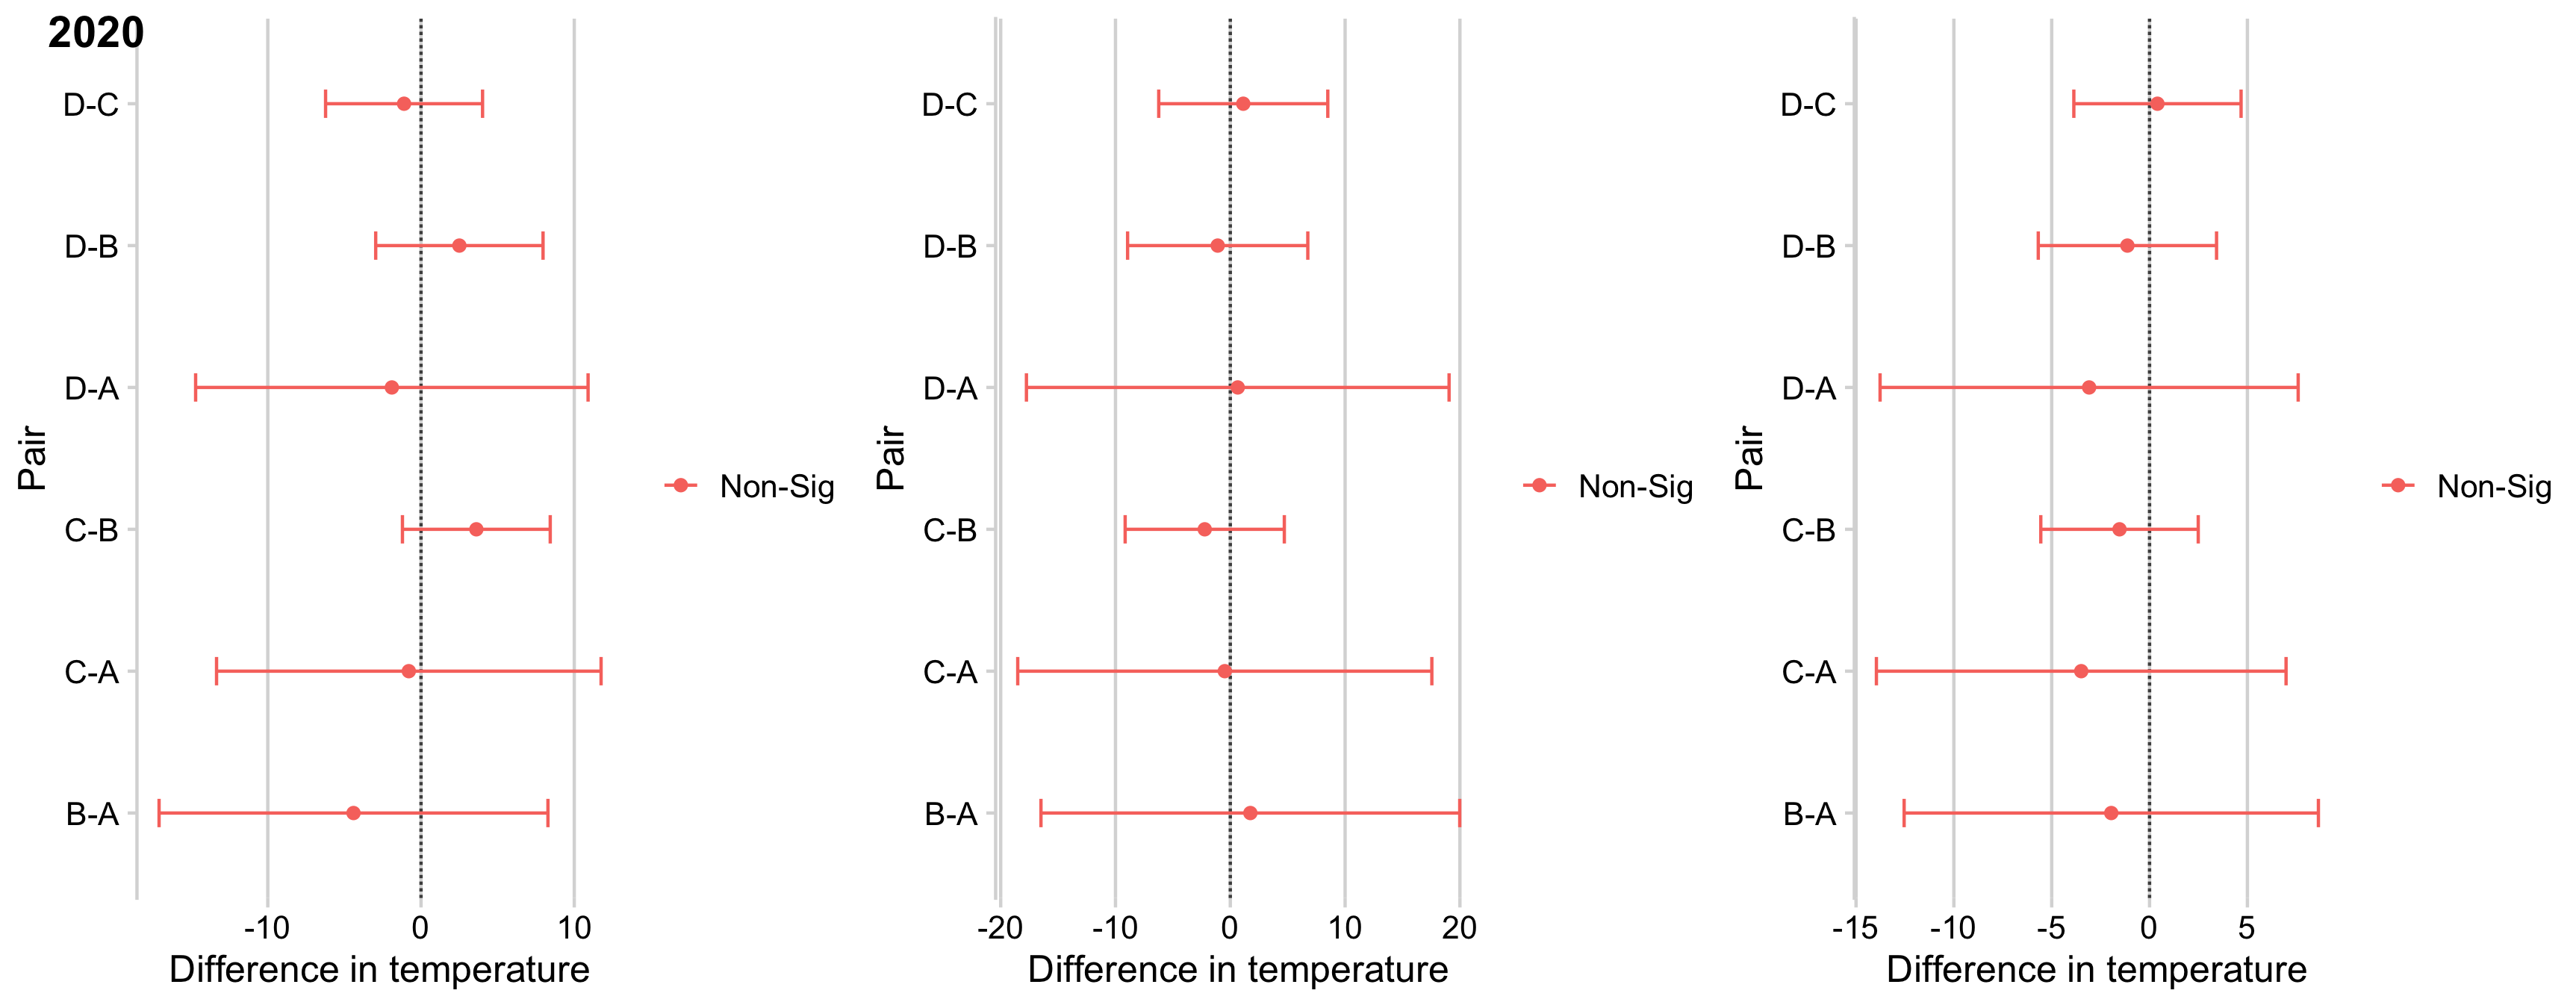 2020
D-C
D-B
D-A
C-B
C-A
B-A
Pair
-10 0 10
Difference in temperature
Non-Sig
D-C
D-B
D-A
C-B
C-A
B-A
Pair
-20 -10 0 10 20
Difference in temperature
Non-Sig
D-C
D-B
D-A
C-B
C-A
B-A
Pair
-15 -10 -5 0 5
Difference in temperature
Non-Sig